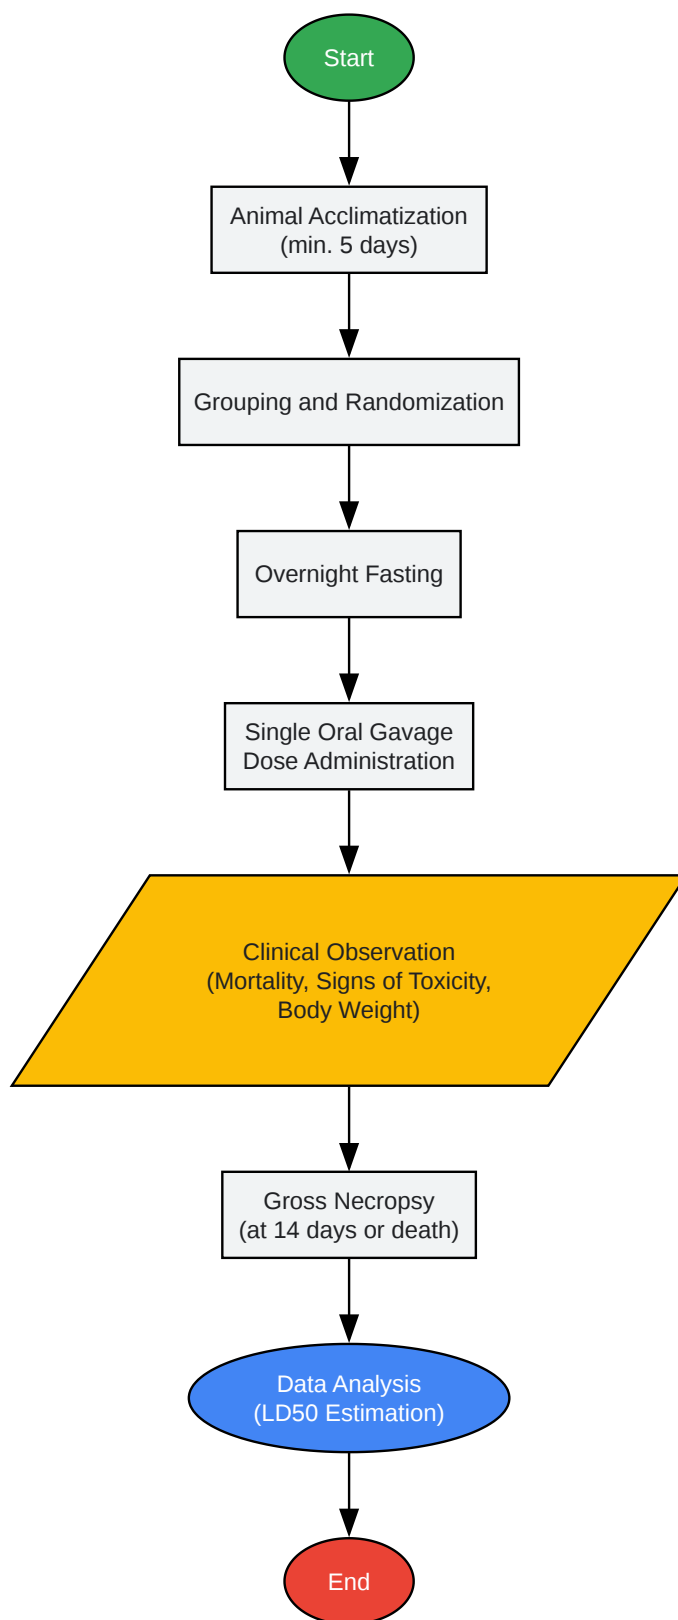 Start
Animal Acclimatization
(min. 5 days)
Grouping and Randomization
Overnight Fasting
Single Oral Gavage
Dose Administration
Clinical Observation
(Mortality, Signs of Toxicity,
Body Weight)
Gross Necropsy
(at 14 days or death)
Data Analysis
(LD50 Estimation)
End